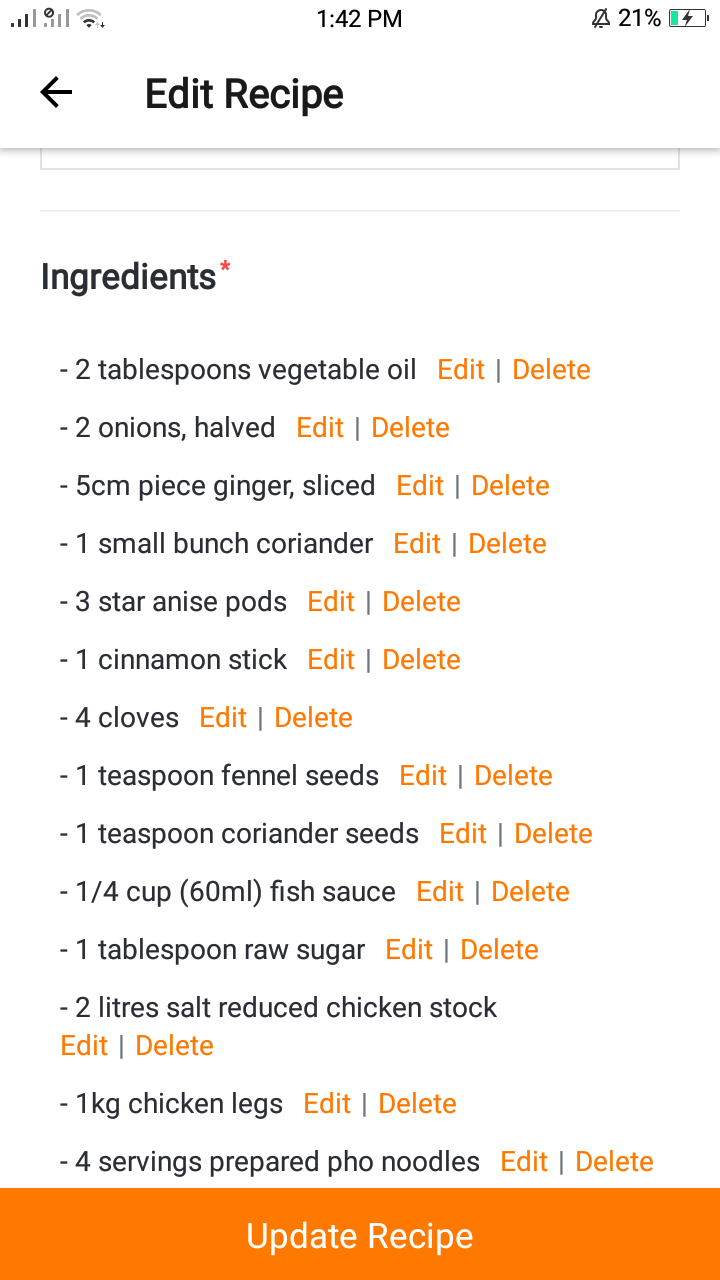 1:42 PM
21%
Edit Recipe
Ingredients*
- 2 tablespoons vegetable oil Edit | Delete
- 2 onions, halved Edit | Delete
- 5cm piece ginger, sliced Edit | Delete
- 1 small bunch coriander Edit | Delete
- 3 star anise pods Edit | Delete
- 1 cinnamon stick Edit | Delete
- 4 cloves Edit | Delete
- 1 teaspoon fennel seeds Edit | Delete
- 1 teaspoon coriander seeds Edit | Delete
- 1/4 cup (60ml) fish sauce Edit | Delete
- 1 tablespoon raw sugar Edit | Delete
- 2 litres salt reduced chicken stock
Edit | Delete
- 1kg chicken legs Edit | Delete
- 4 servings prepared pho noodles Edit | Delete
Update Recipe